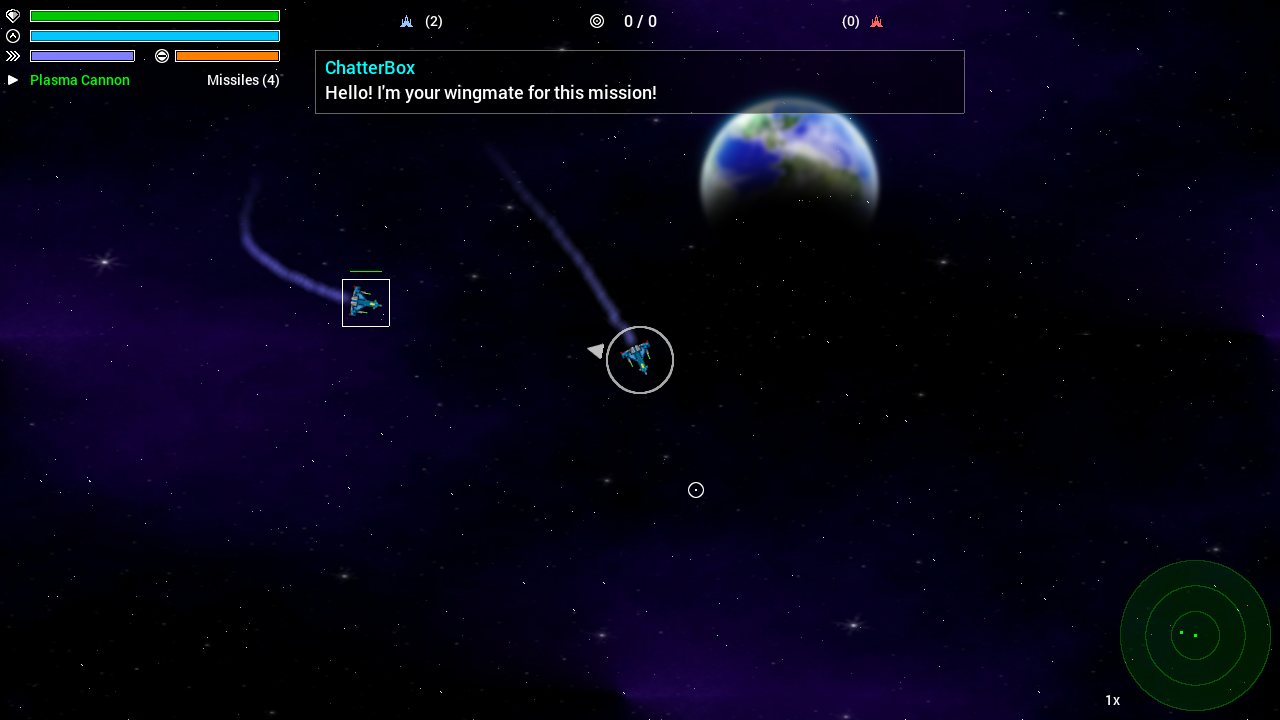 (2)
0 / 0
(0)
ChatterBox
Hello! I'm your wingmate for this mission!
Plasma Cannon
Missiles (4)
1x